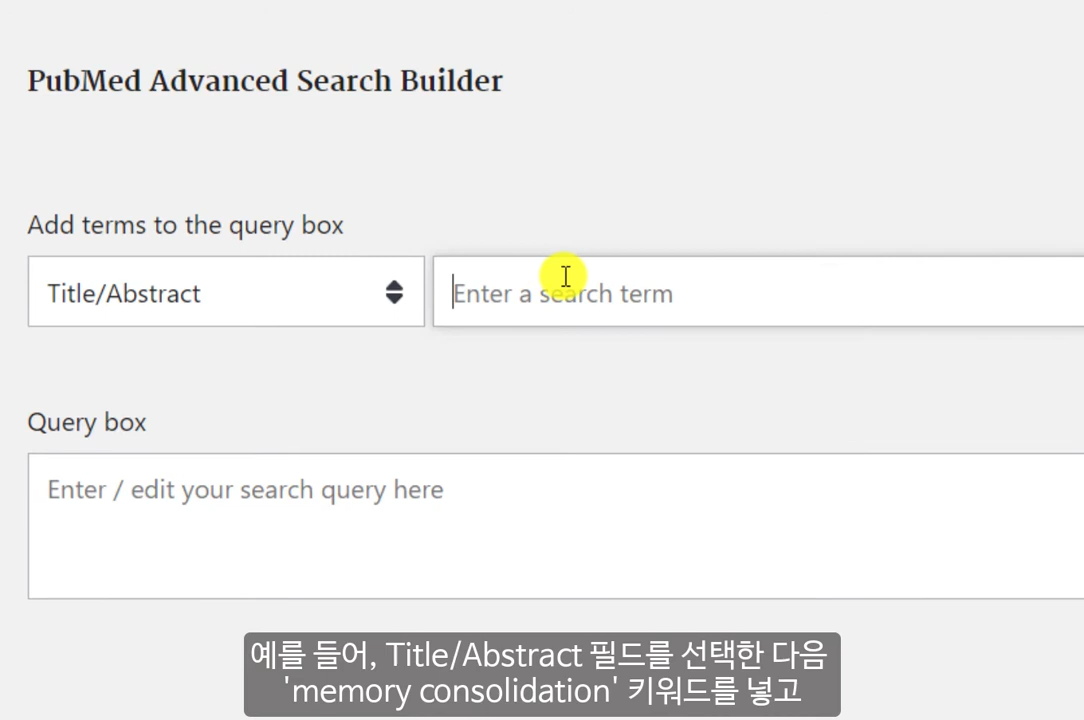 PubMed Advanced Search Builder
Add terms to the query box
Title/Abstract
Enter a search term
Query box
Enter / edit your search query here
예를 들어, Title/Abstract 필드를 선택한 다음
'memory consolidation' 키워드를 넣고